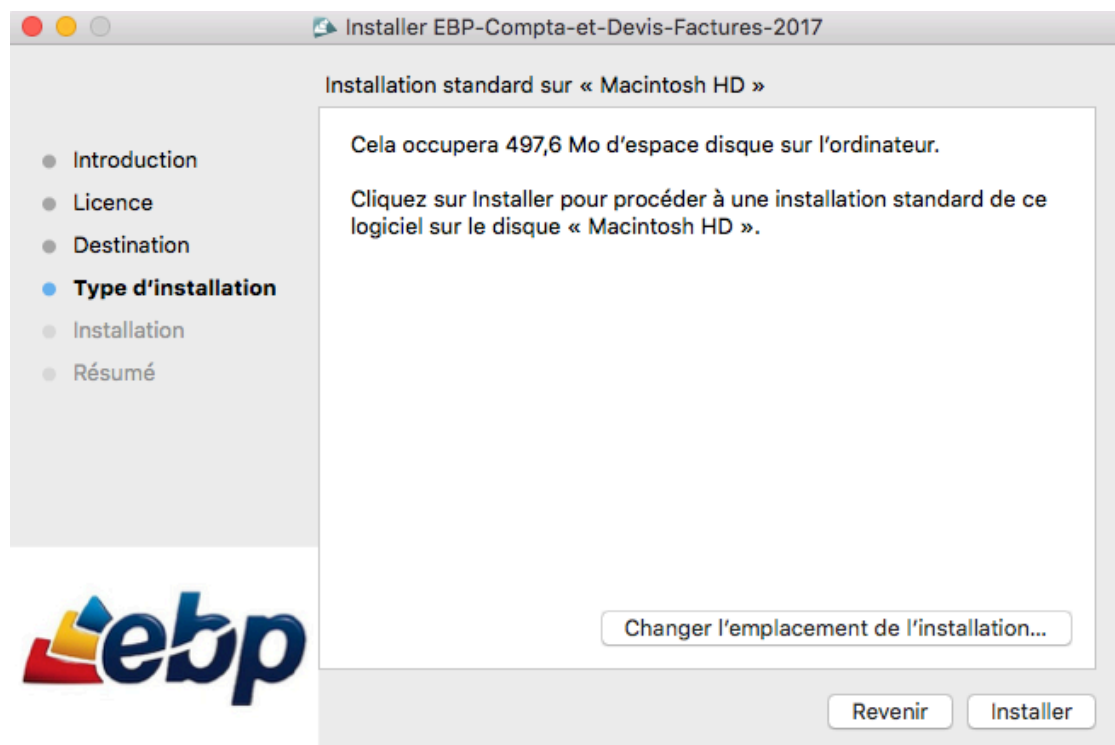 Installer EBP-Compta-et-Devis-Factures-2017
Installation standard sur « Macintosh HD »
Introduction
Licence
Destination
Type d’installation
Installation
Résumé
Cela occupera 497,6 Mo d’espace disque sur l’ordinateur.
Cliquez sur Installer pour procéder à une installation standard de ce
logiciel sur le disque « Macintosh HD ».
ebp
Changer l’emplacement de l’installation...
Revenir
Installer